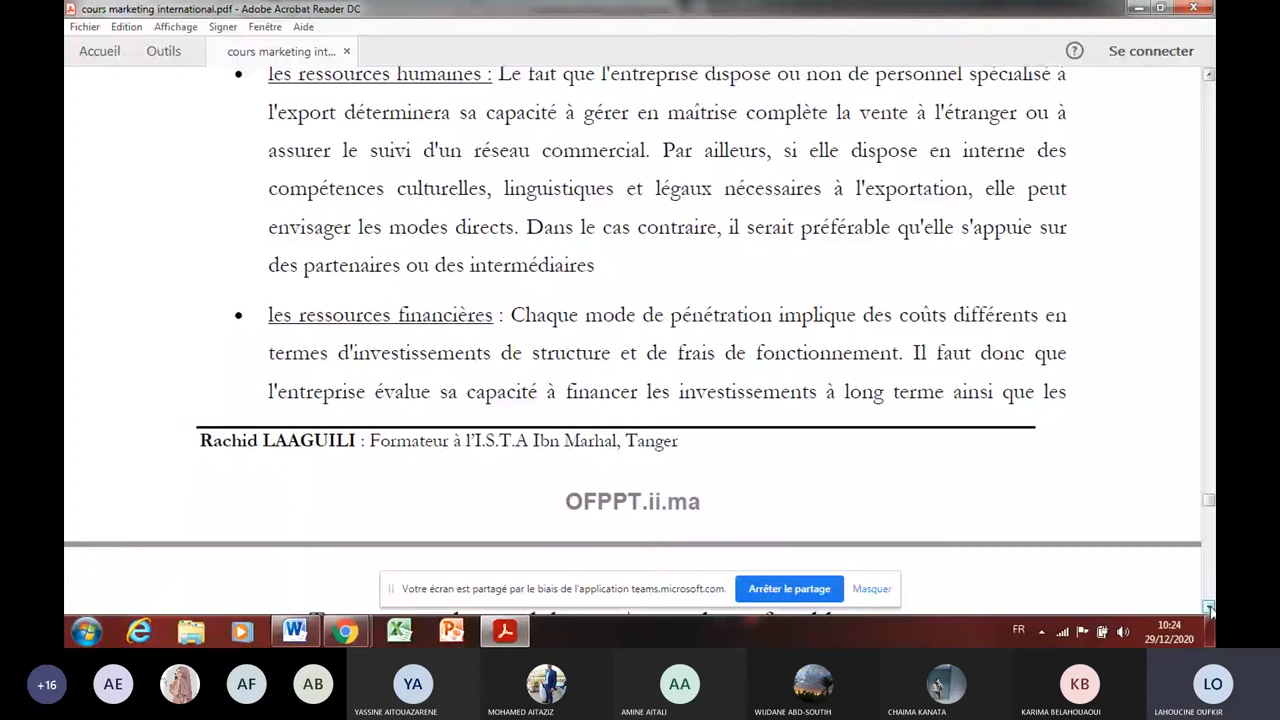 cours marketing international.pdf - Adobe Acrobat Reader DC
Fichier Edition Affichage Signer Fenêtre Aide
Accueil Outils cours marketing int... × ? Se connecter
• les ressources humaines : Le fait que l'entreprise dispose ou non de personnel spécialisé à
l'export déterminera sa capacité à gérer en maîtrise complète la vente à l'étranger ou à
assurer le suivi d'un réseau commercial. Par ailleurs, si elle dispose en interne des
compétences culturelles, linguistiques et légaux nécessaires à l'exportation, elle peut
envisager les modes directs. Dans le cas contraire, il serait préférable qu'elle s'appuie sur
des partenaires ou des intermédiaires
• les ressources financières : Chaque mode de pénétration implique des coûts différents en
termes d'investissements de structure et de frais de fonctionnement. Il faut donc que
l'entreprise évalue sa capacité à financer les investissements à long terme ainsi que les
Rachid LAAGUILI : Formateur à l'I.S.T.A Ibn Marhal, Tanger
OFPPT.ii.ma
Votre écran est partagé par le biais de l'application teams.microsoft.com. Arrêter le partage Masquer
FR 10:24
29/12/2020
+16 AE AF AB YA AA KB LO
YASSINE AITOUAZARENE MOHAMED AITAZIZ AMINE AITALI WIJDANE ABD-SOUTIH CHAIMA KANATA KARIMA BELAHOUAOUI LAHOUCINE OUFKIR